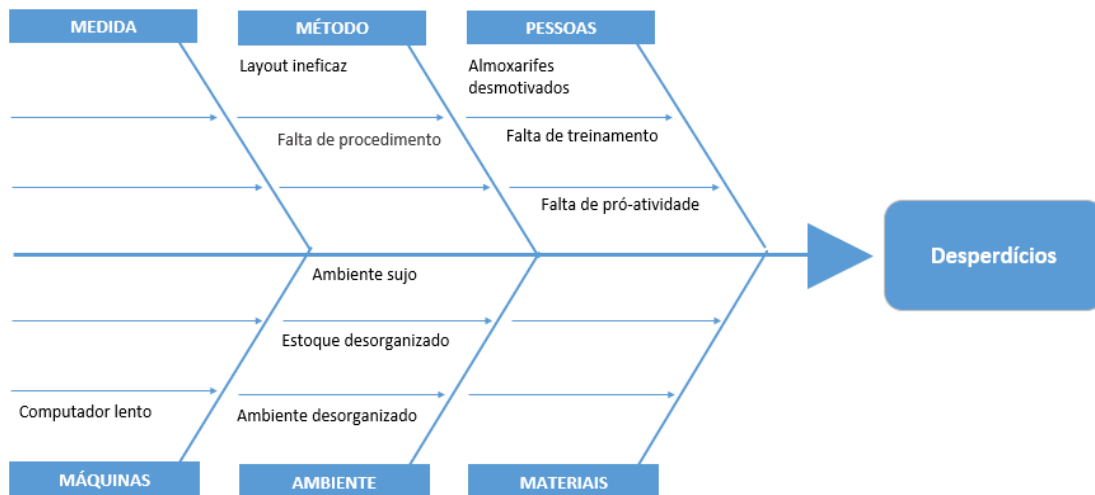 MEDIDA
MÉTODO
PESSOAS
Layout ineficaz
Almoxarifes
desmotivados
Falta de procedimento
Falta de treinamento
Falta de pró-atividade
Desperdícios
Ambiente sujo
Estoque desorganizado
Computador lento
Ambiente desorganizado
MÁQUINAS
AMBIENTE
MATERIAIS